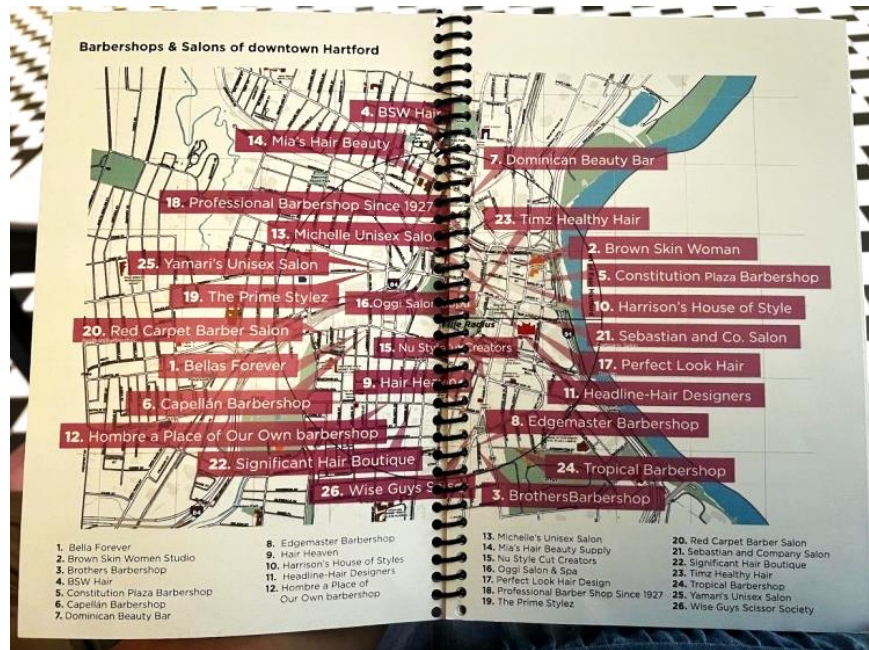 Barbershops & Salons of downtown Hartford
4. BSW Hair
14. Mia's Hair Beauty
7. Dominican Beauty Bar
18. Professional Barbershop Since 1927
23. Timz Healthy Hair
13. Michelle Unisex Salon
2. Brown Skin Woman
25. Yamari's Unisex Salon
5. Constitution Plaza Barbershop
19. The Prime Stylez
16.Oggi Salon
10. Harrison's House of Style
20. Red Carpet Barber Salon
Mile Radius
21. Sebastian and Co. Salon
15. Nu Style Creators
1. Bellas Forever
17. Perfect Look Hair
9. Hair Heaven
11. Headline-Hair Designers
6. Capellán Barbershop
8. Edgemaster Barbershop
12. Hombre a Place of Our Own barbershop
22. Significant Hair Boutique
24. Tropical Barbershop
26. Wise Guys
3. BrothersBarbershop
1. Bella Forever
2. Brown Skin Women Studio
3. Brothers Barbershop
4. BSW Hair
5. Constitution Plaza Barbershop
6. Capellán Barbershop
7. Dominican Beauty Bar
8. Edgemaster Barbershop
9. Hair Heaven
10. Harrison's House of Styles
11. Headline-Hair Designers
12. Hombre a Place of
Our Own barbershop
13. Michelle's Unisex Salon
14. Mia's Hair Beauty Supply
15. Nu Style Cut Creators
16. Oggi Salon & Spa
17. Perfect Look Hair Design
18. Professional Barber Shop Since 1927
19. The Prime Stylez
20. Red Carpet Barber Salon
21. Sebastian and Company Salon
22. Significant Hair Boutique
23. Timz Healthy Hair
24. Tropical Barbershop
25. Yamari's Unisex Salon
26. Wise Guys Scissor Society